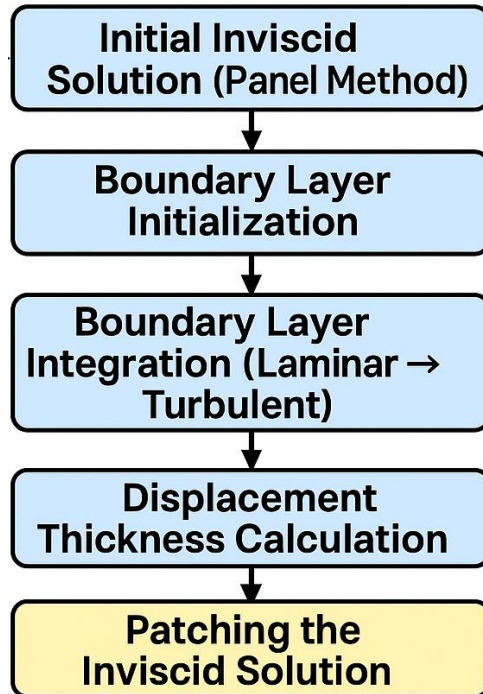 Initial Inviscid
Solution (Panel Method)
Boundary Layer
Initialization
Boundary Layer
Integration (Laminar →
Turbulent)
Displacement
Thickness Calculation
Patching the
Inviscid Solution